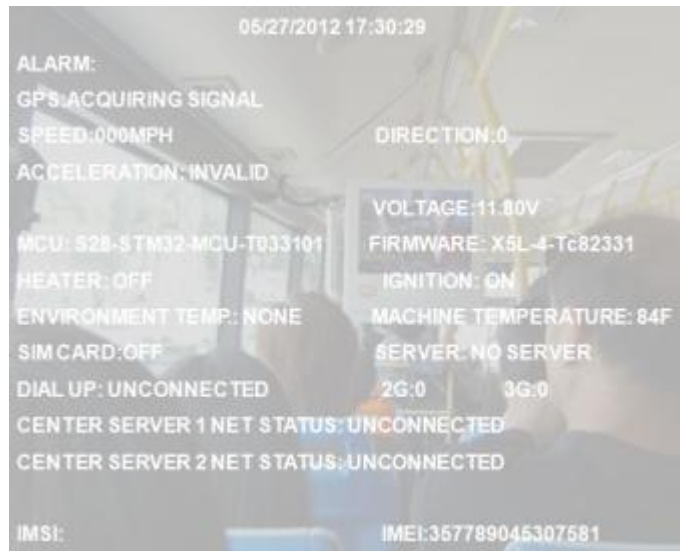 05/27/2012 17:30:29
ALARM:
GPS:ACQUIRING SIGNAL
SPEED:000MPH DIRECTION:0
ACCELERATION: INVALID
VOLTAGE:11.80V
MCU: S28-STM32-MCU-T033101 FIRMWARE: X5L-4-Tc82331
HEATER: OFF IGNITION: ON
ENVIRONMENT TEMP.: NONE MACHINE TEMPERATURE: 84F
SIM CARD:OFF SERVER: NO SERVER
DIAL UP: UNCONNECTED 2G:0 3G:0
CENTER SERVER 1 NET STATUS: UNCONNECTED
CENTER SERVER 2 NET STATUS: UNCONNECTED
IMSI: IMEI:357789045307581